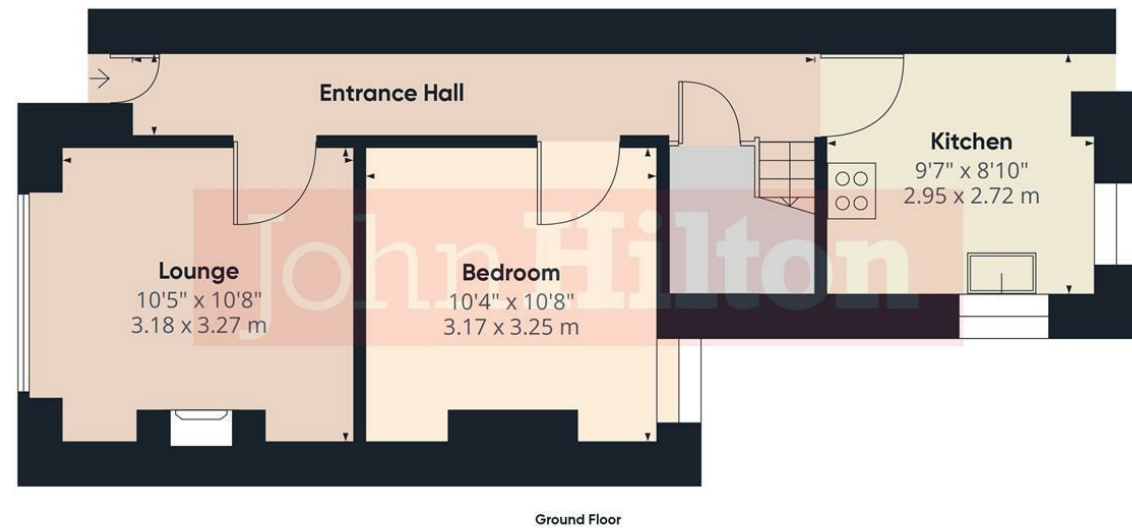 Entrance Hall
Kitchen
9'7" x 8'10"
2.95 x 2.72 m
Lounge
10'5" x 10'8"
3.18 x 3.27 m
Bedroom
10'4" x 10'8"
3.17 x 3.25 m
John Hilton
Ground Floor